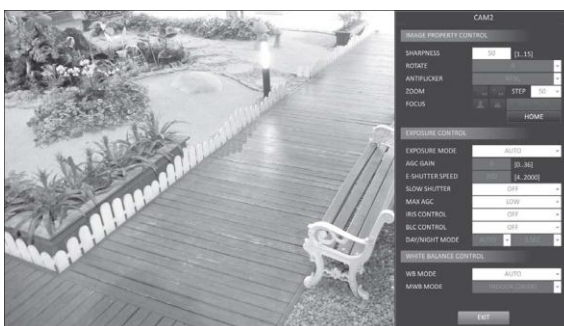 CAM2
IMAGE PROPERTY CONTROL
SHARPNESS 10 [1..15]
ROTATE
ANTIFLICKER
ZOOM STEP 50
FOCUS
HOME
EXPOSURE CONTROL
EXPOSURE MODE AUTO
AGC GAIN [0..36]
E-SHUTTER SPEED [4..2000]
SLOW SHUTTER OFF
MAX AGC LOW
IRIS CONTROL OFF
BLC CONTROL OFF
DAY/NIGHT MODE
WHITE BALANCE CONTROL
WB MODE AUTO
MWB MODE
EXIT